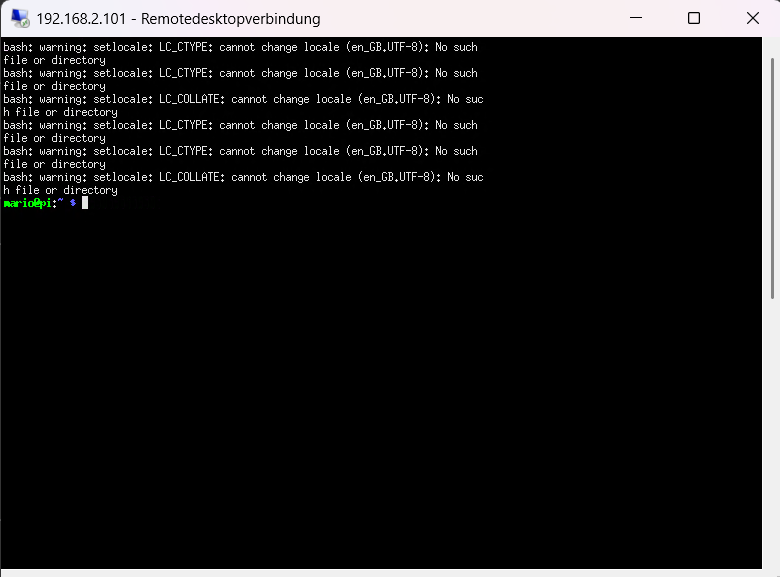 192.168.2.101 - Remotedesktopverbindung
bash: warning: setlocale: LC_CTYPE: cannot change locale (en_GB.UTF-8): No such
file or directory
bash: warning: setlocale: LC_CTYPE: cannot change locale (en_GB.UTF-8): No such
file or directory
bash: warning: setlocale: LC_COLLATE: cannot change locale (en_GB.UTF-8): No suc
h file or directory
bash: warning: setlocale: LC_CTYPE: cannot change locale (en_GB.UTF-8): No such
file or directory
bash: warning: setlocale: LC_CTYPE: cannot change locale (en_GB.UTF-8): No such
file or directory
bash: warning: setlocale: LC_COLLATE: cannot change locale (en_GB.UTF-8): No suc
h file or directory
mario@pi:~ $